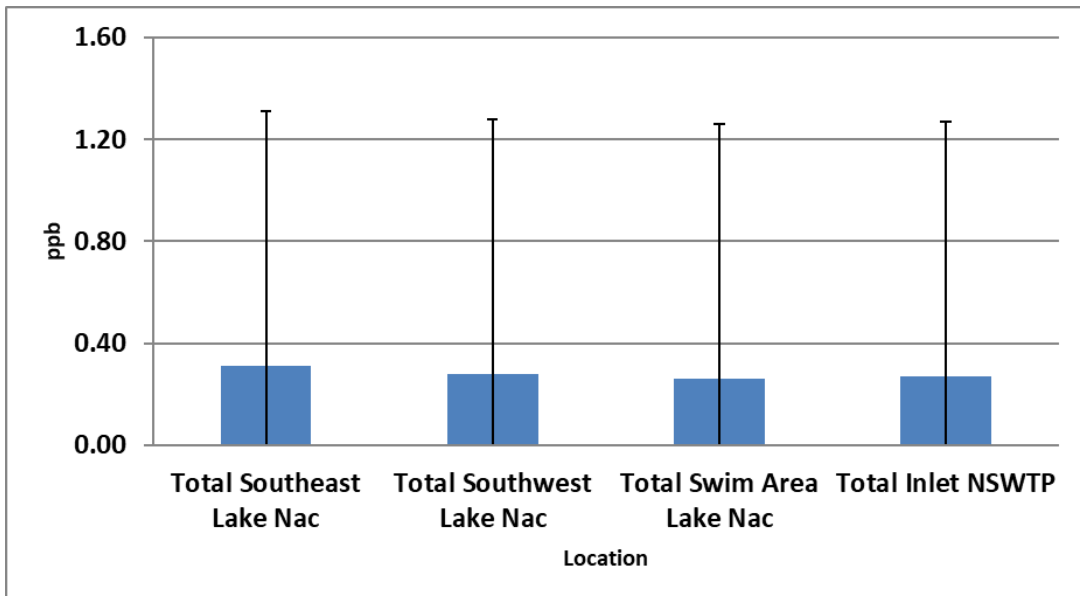 1.60
1.20
0.80
0.40
0.00
ppb
Total Southeast
Lake Nac
Total Southwest
Lake Nac
Total Swim Area
Lake Nac
Total Inlet NSWTP
Location